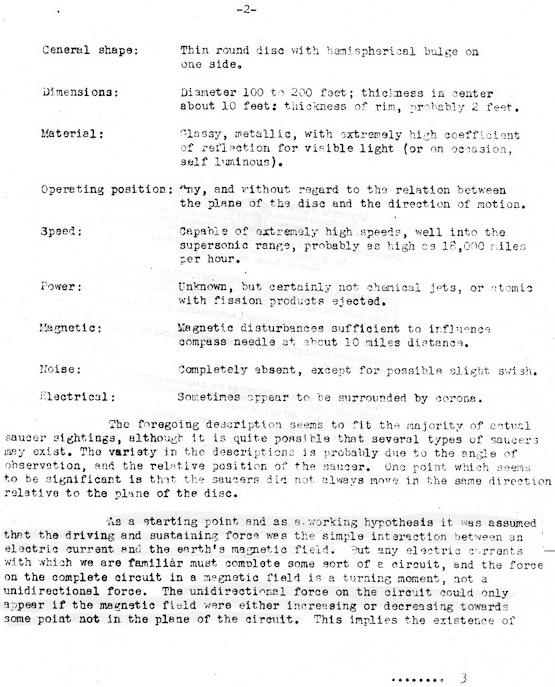 -2-
General shape: Thin round disc with hemispherical bulge on
one side.
Dimensions: Diameter 100 to 200 feet; thickness in center
about 10 feet: thickness of rim, probably 2 feet.
Material: Glassy, metallic, with extremely high coefficient
of reflection for visible light (or on occasion,
self luminous).
Operating position: Any, and without regard to the relation between
the plane of the disc and the direction of motion.
Speed: Capable of extremely high speeds, well into the
supersonic range, probably as high as 18,000 miles
per hour.
Power: Unknown, but certainly not chemical jets, or atomic
with fission products ejected.
Magnetic: Magnetic disturbances sufficient to influence
compass needle at about 10 miles distance.
Noise: Completely absent, except for possible slight swish.
Electrical: Sometimes appear to be surrounded by corona.
The foregoing description seems to fit the majority of actual
saucer sightings, although it is quite possible that several types of saucers
may exist. The variety in the descriptions is probably due to the angle of
observation, and the relative position of the saucer. One point which seems
to be significant is that the saucers did not always move in the same direction
relative to the plane of the disc.
As a starting point and as a working hypothesis it was assumed
that the driving and sustaining force was the simple interaction between an
electric current and the earth's magnetic field. But any electric currents
with which we are familiar must complete some sort of a circuit, and the force
on the complete circuit in a magnetic field is a turning moment, not a
unidirectional force. The unidirectional force on the circuit could only
appear if the magnetic field were either increasing or decreasing towards
some point not in the plane of the circuit. This implies the existence of
........ 3